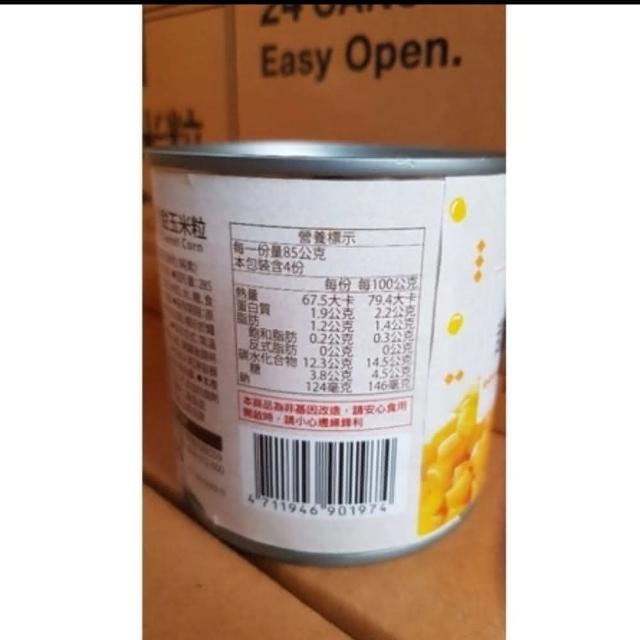 Easy Open.
米粒
玉米粒
Sweet Corn
營養標示
每一份量85公克
本包裝含4份
每份 每100公克
熱量 67.5大卡 79.4大卡
蛋白質 1.9公克 2.2公克
脂肪 1.2公克 1.4公克
飽和脂肪 0.2公克 0.3公克
反式脂肪 0公克 0公克
碳水化合物 12.3公克 14.5公克
糖 3.8公克 4.5公克
鈉 124毫克 146毫克
本商品為非基因改造，請安心食用
開啟時，請小心邊緣鋒利
4 711946 901974